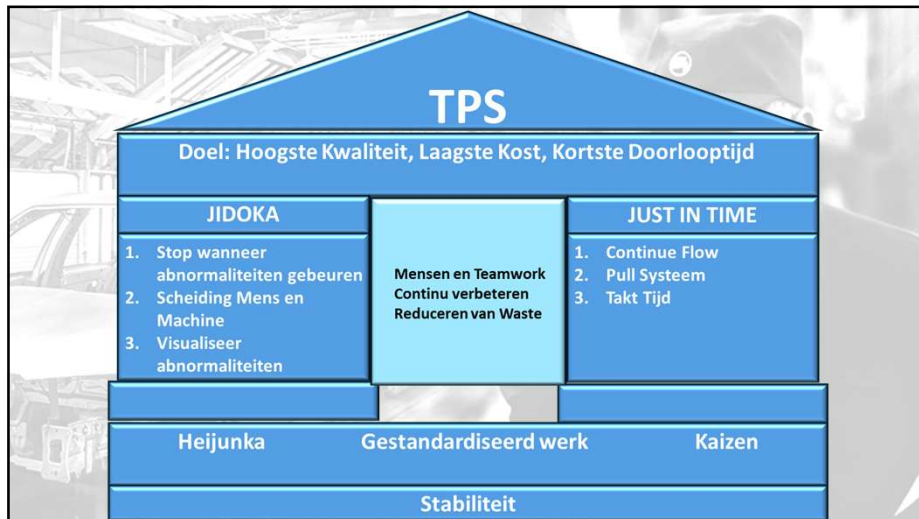 TPS
Doel: Hoogste Kwaliteit, Laagste Kost, Kortste Doorlooptijd
JIDOKA
1. Stop wanneer
abnormaliteiten gebeuren
2. Scheiding Mens en
Machine
3. Visualiseer
abnormaliteiten
Mensen en Teamwork
Continu verbeteren
Reduceren van Waste
JUST IN TIME
1. Continue Flow
2. Pull Systeem
3. Takt Tijd
Heijunka Gestandardiseerd werk Kaizen
Stabiliteit